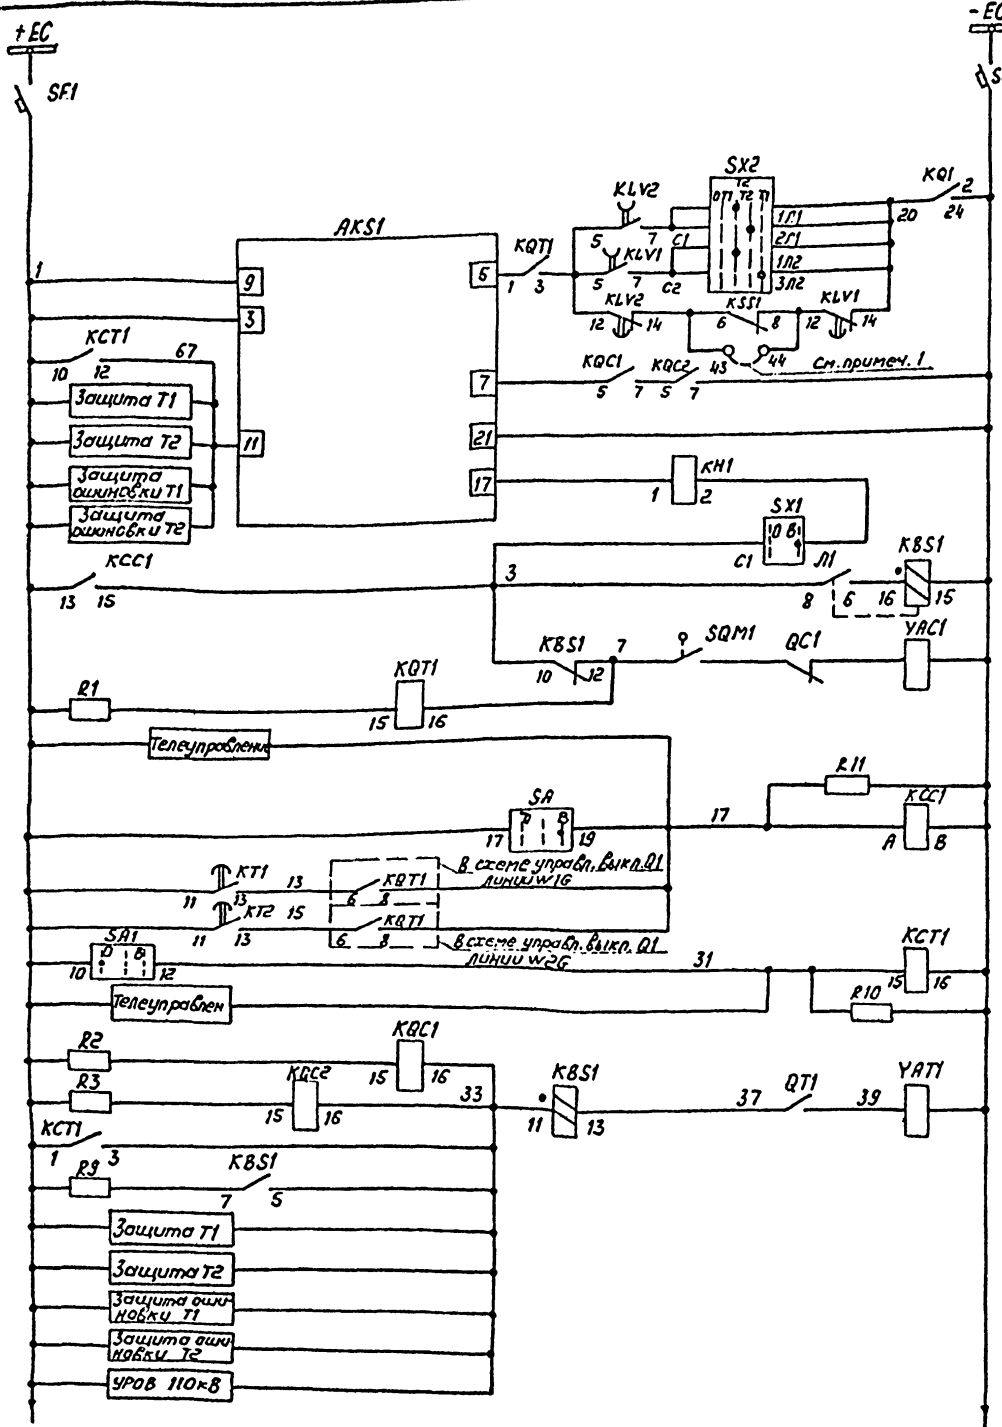 +EC
-EC
SF1
S
SX2
T2
OT1 T2 T1
KQ1
2
KLV2
20
24
1Л1
AKS1
5
7
C1
2Г1
KQT1
KLV1
1Л2
1
9
6
1
3
5
7
C2
3Л2
3
KLV2
KSS1
KLV1
12
14
6
8
12
14
KCT1
67
43
44
10
12
KQC1
KQC2
См. примеч. 1
7
5
7
5
7
Защита Т1
Защита Т2
11
21
Защита
ошиновки Т1
17
1
KH1
2
Защита
ошиновки Т2
SX1
О В
C1
KCC1
3
Л1
KBS1
13
15
8
6
16
15
KBS1
7
SQM1
QC1
YAC1
10
12
R1
KQT1
15
16
Телеуправлени
R11
SA
О В
17
KCC1
17
19
A
B
В схеме управл. выкл. Q1
линии W1G
KT1
13
KQT1
11
13
6
8
KT2
15
KQT1
11
13
6
8
В схеме управл. выкл. Q1
линии W2G
SA1
О В
KCT1
10
12
31
15
16
Телеуправлен
R10
R2
KQC1
15
16
R3
KQC2
33
KBS1
37
QT1
39
YAT1
15
16
11
13
KCT1
1
3
R9
KBS1
7
5
Защита Т1
Защита Т2
Защита оши-
новки Т1
Защита оши-
новки Т2
УРОВ 110кВ